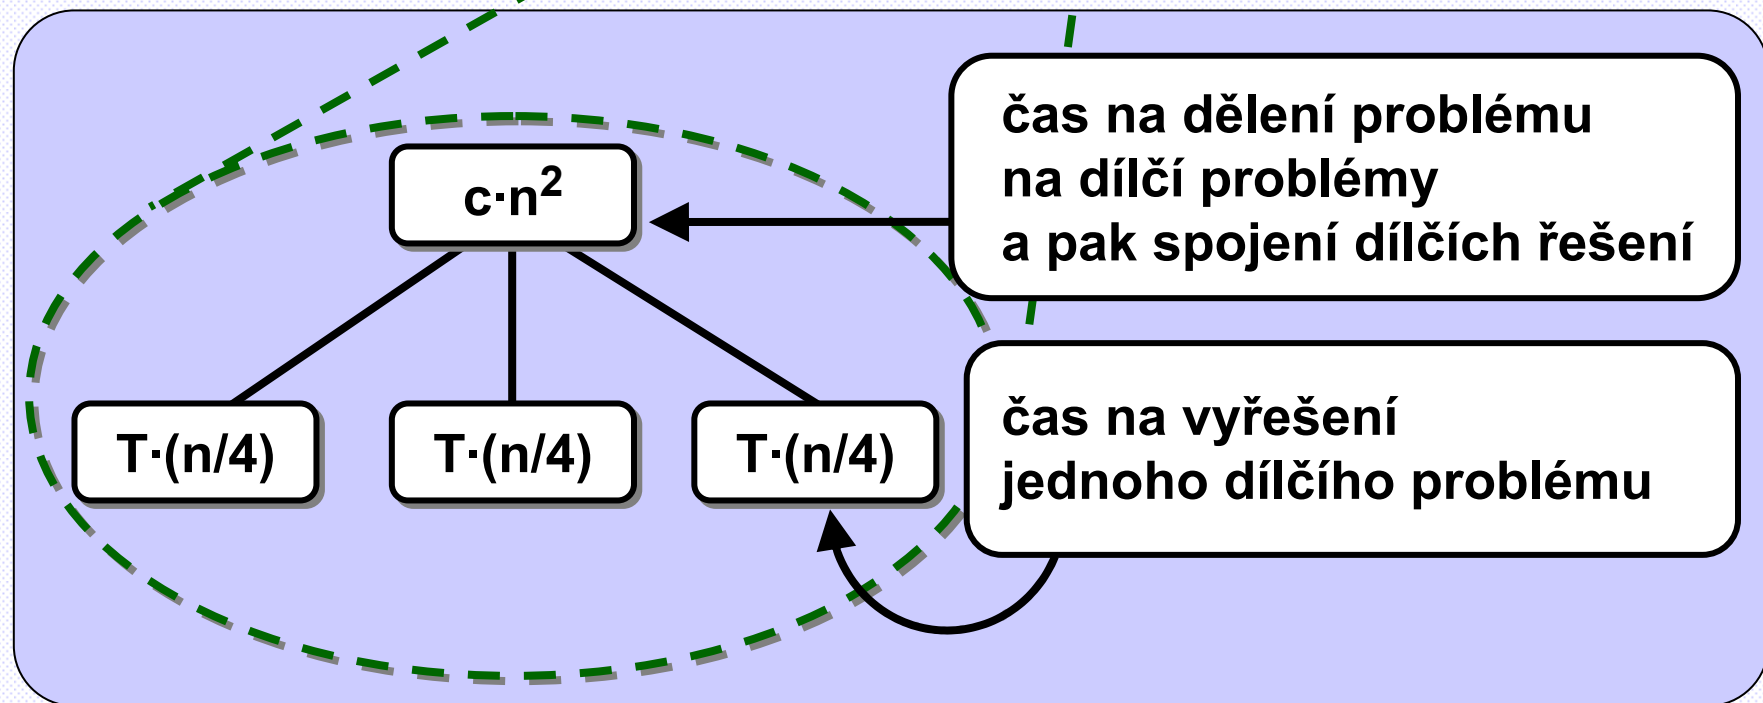 čas na dělení problému
na dílčí problémy
a pak spojení dílčích řešení
c·n²
T·(n/4) T·(n/4) T·(n/4)
čas na vyřešení
jednoho dílčího problému